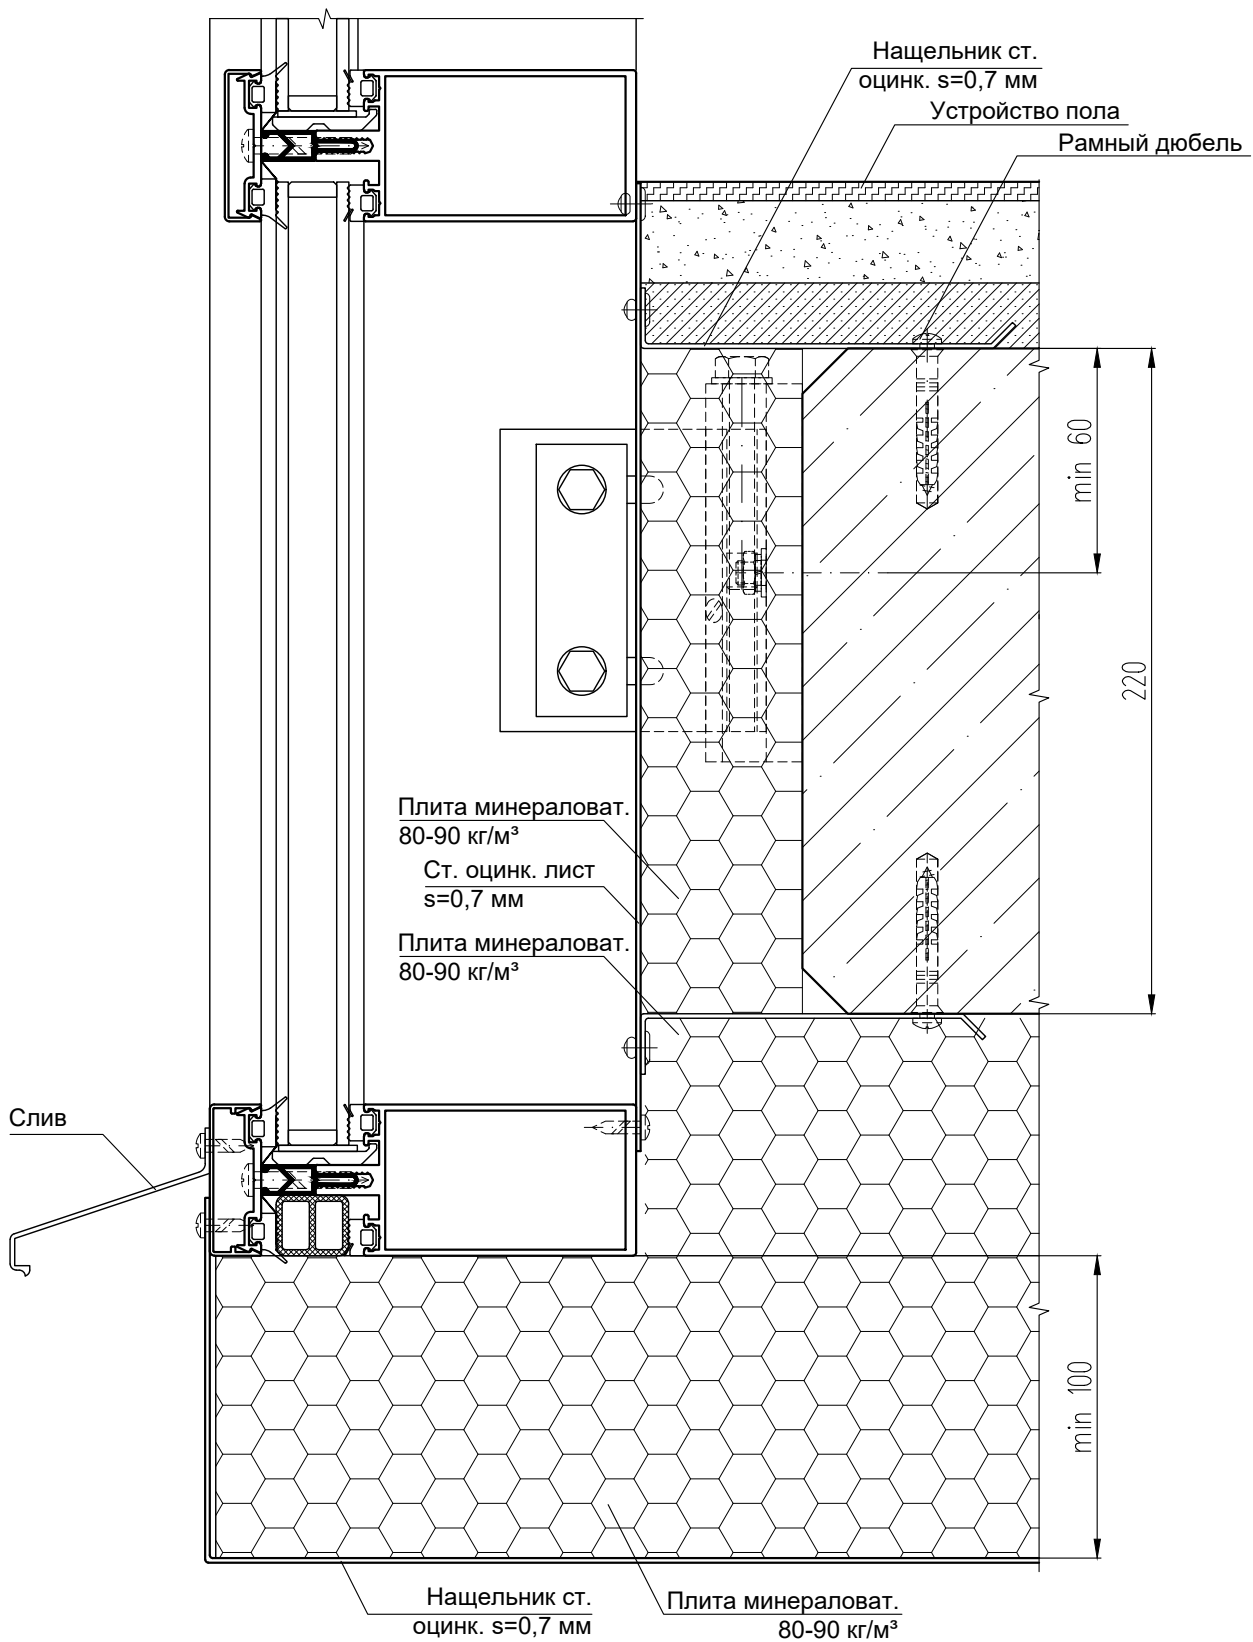 Нащельник ст.
оцинк. s=0,7 мм
Устройство пола
Рамный дюбель
min 60
220
Плита минераловат.
80-90 кг/м³
Ст. оцинк. лист
s=0,7 мм
Плита минераловат.
80-90 кг/м³
Слив
min 100
Нащельник ст.
оцинк. s=0,7 мм
Плита минераловат.
80-90 кг/м³